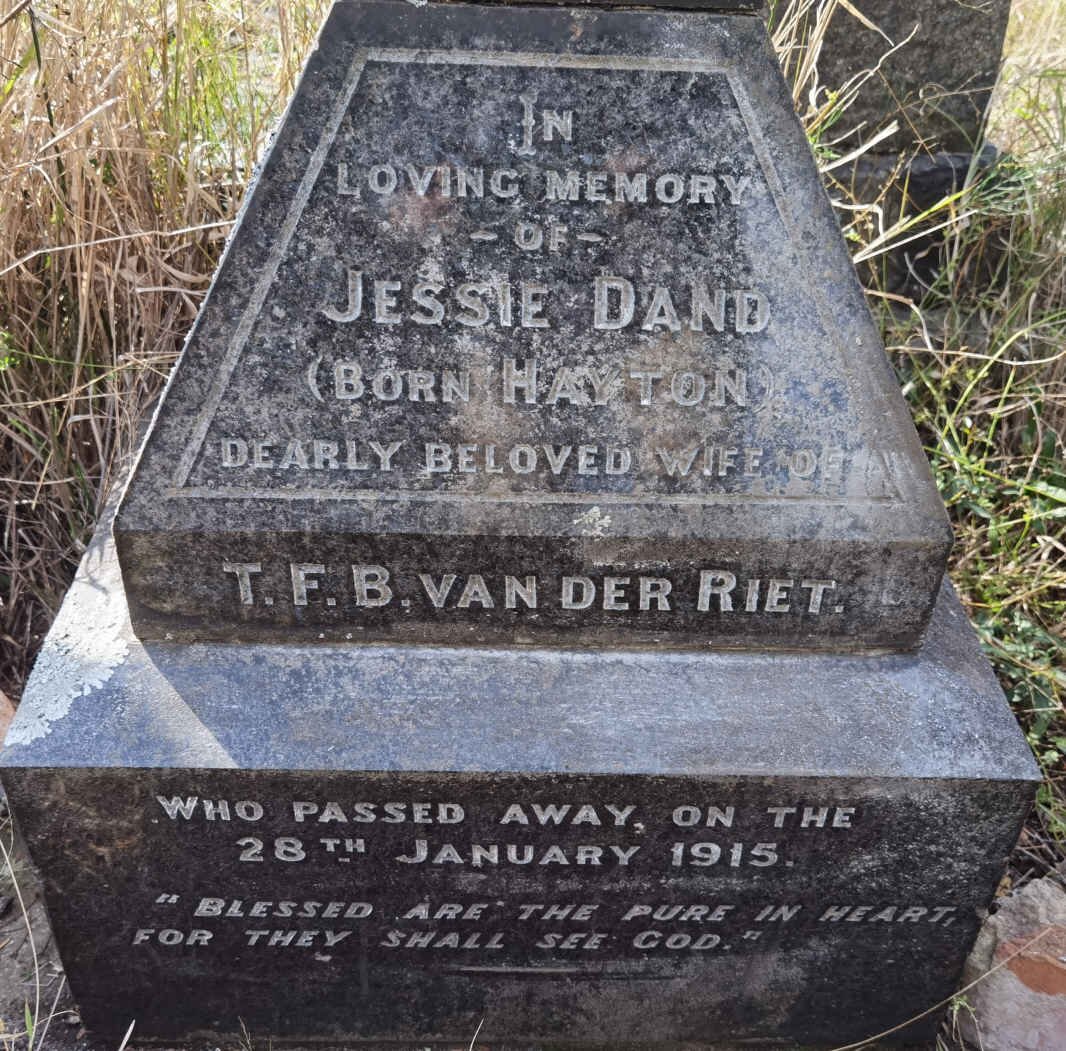 IN
LOVING MEMORY
- OF -
JESSIE DAND
(BORN HAYTON)
DEARLY BELOVED WIFE OF
T.F.B. VAN DER RIET.
WHO PASSED AWAY, ON THE
28TH JANUARY 1915.
"BLESSED ARE THE PURE IN HEART,
FOR THEY SHALL SEE GOD."